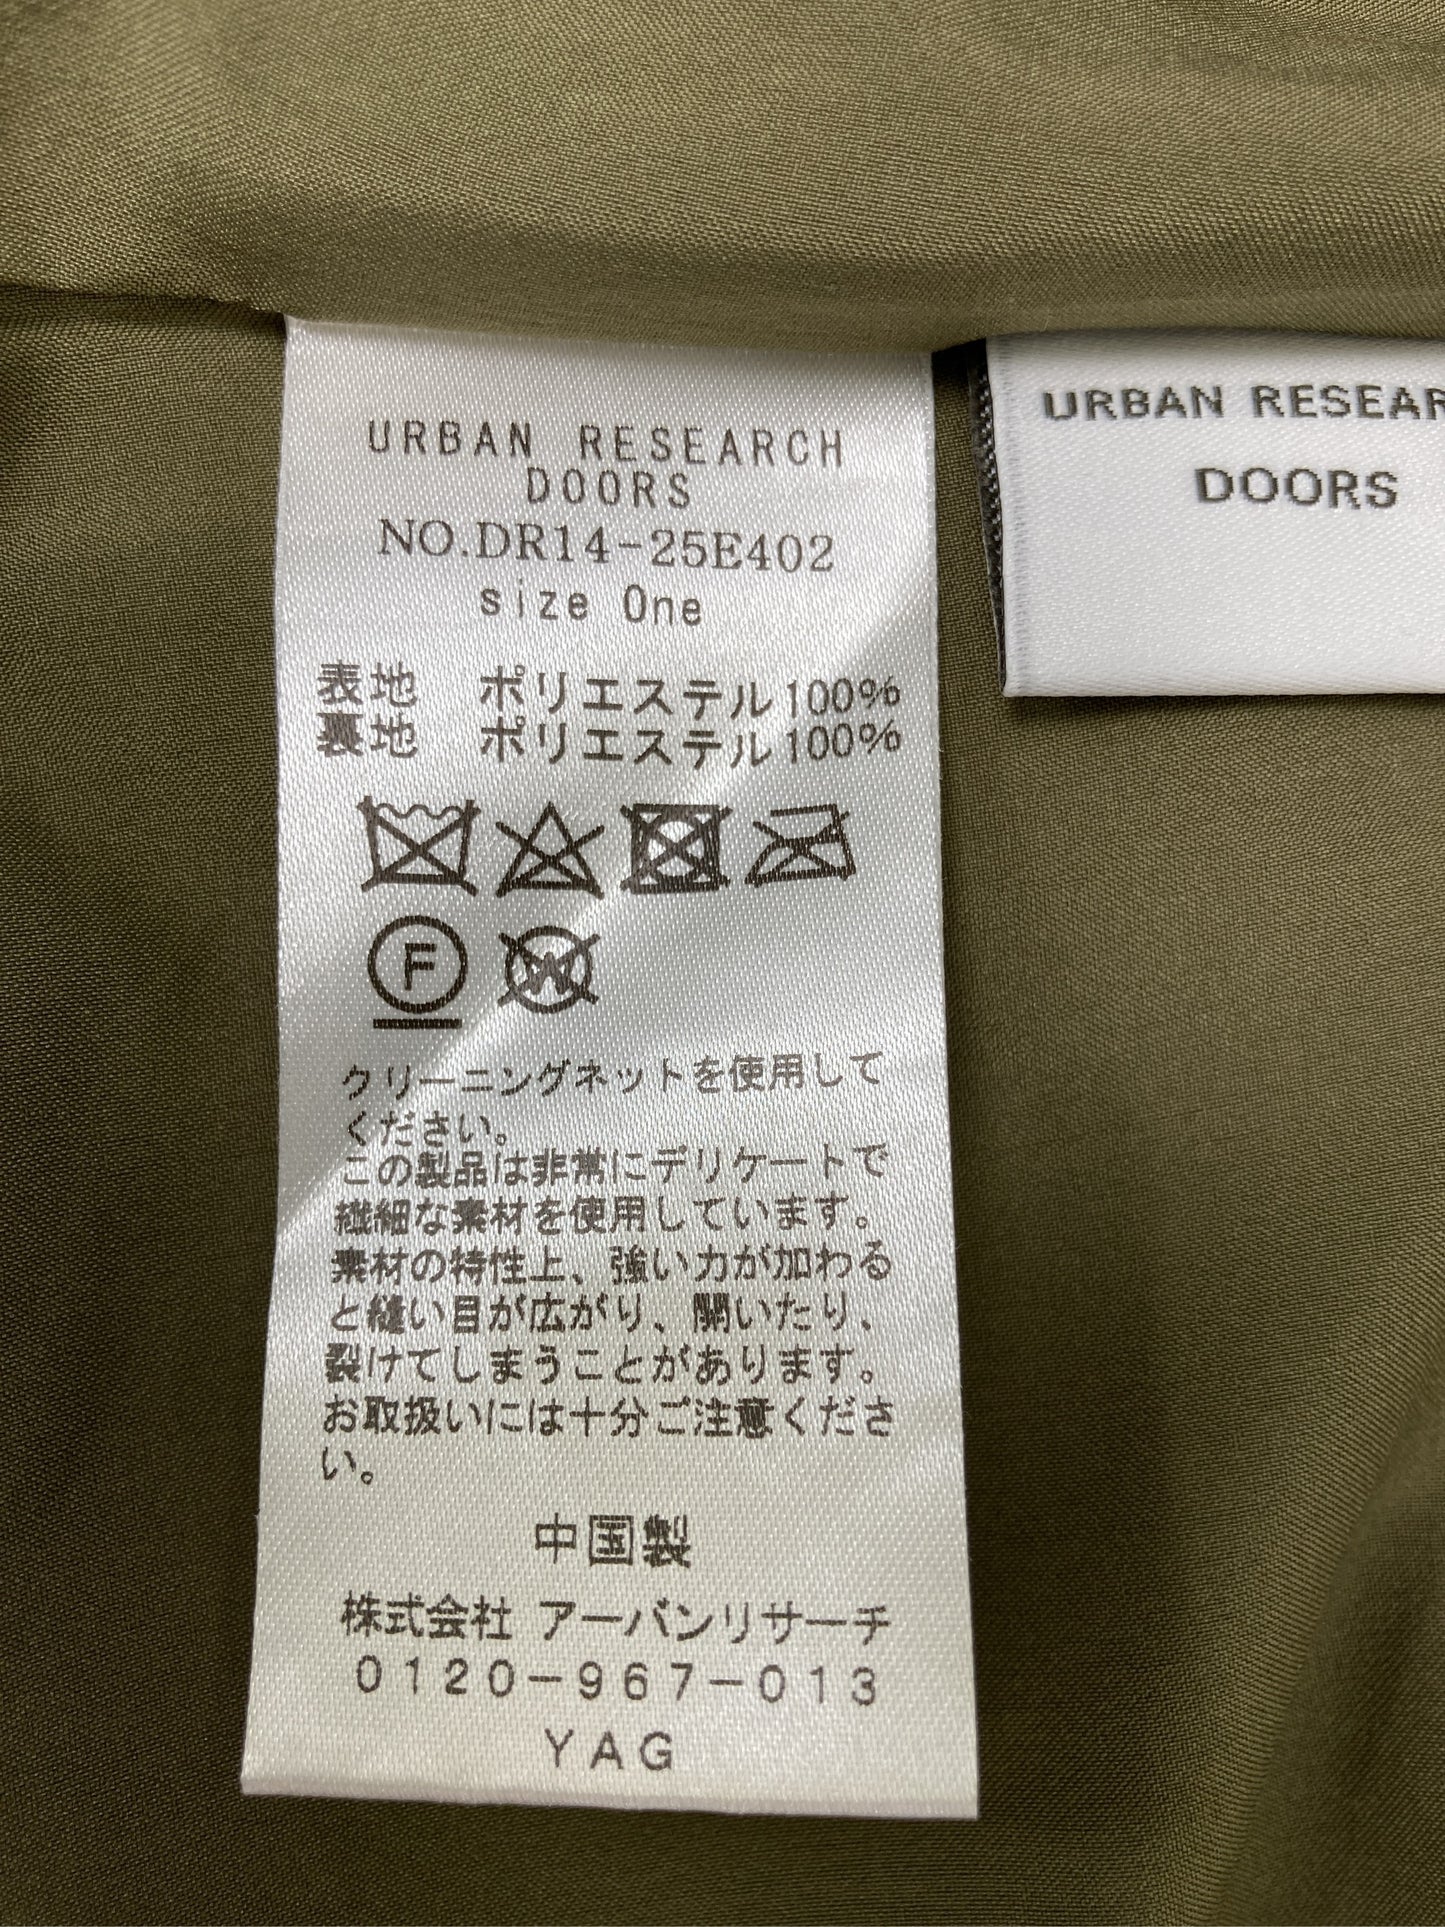 URBAN RESEARCH
DOORS
NO.DR14-25E402
size One
表地 ポリエステル100%
裏地 ポリエステル100%
F
W
クリーニングネットを使用して
ください。
この製品は非常にデリケートで
繊細な素材を使用しています。
素材の特性上、強い力が加わる
と縫い目が広がり、開いたり、
裂けてしまうことがあります。
お取扱いには十分ご注意くださ
い。
中国製
株式会社 アーバンリサーチ
0120-967-013
YAG
URBAN RESEAR
DOORS